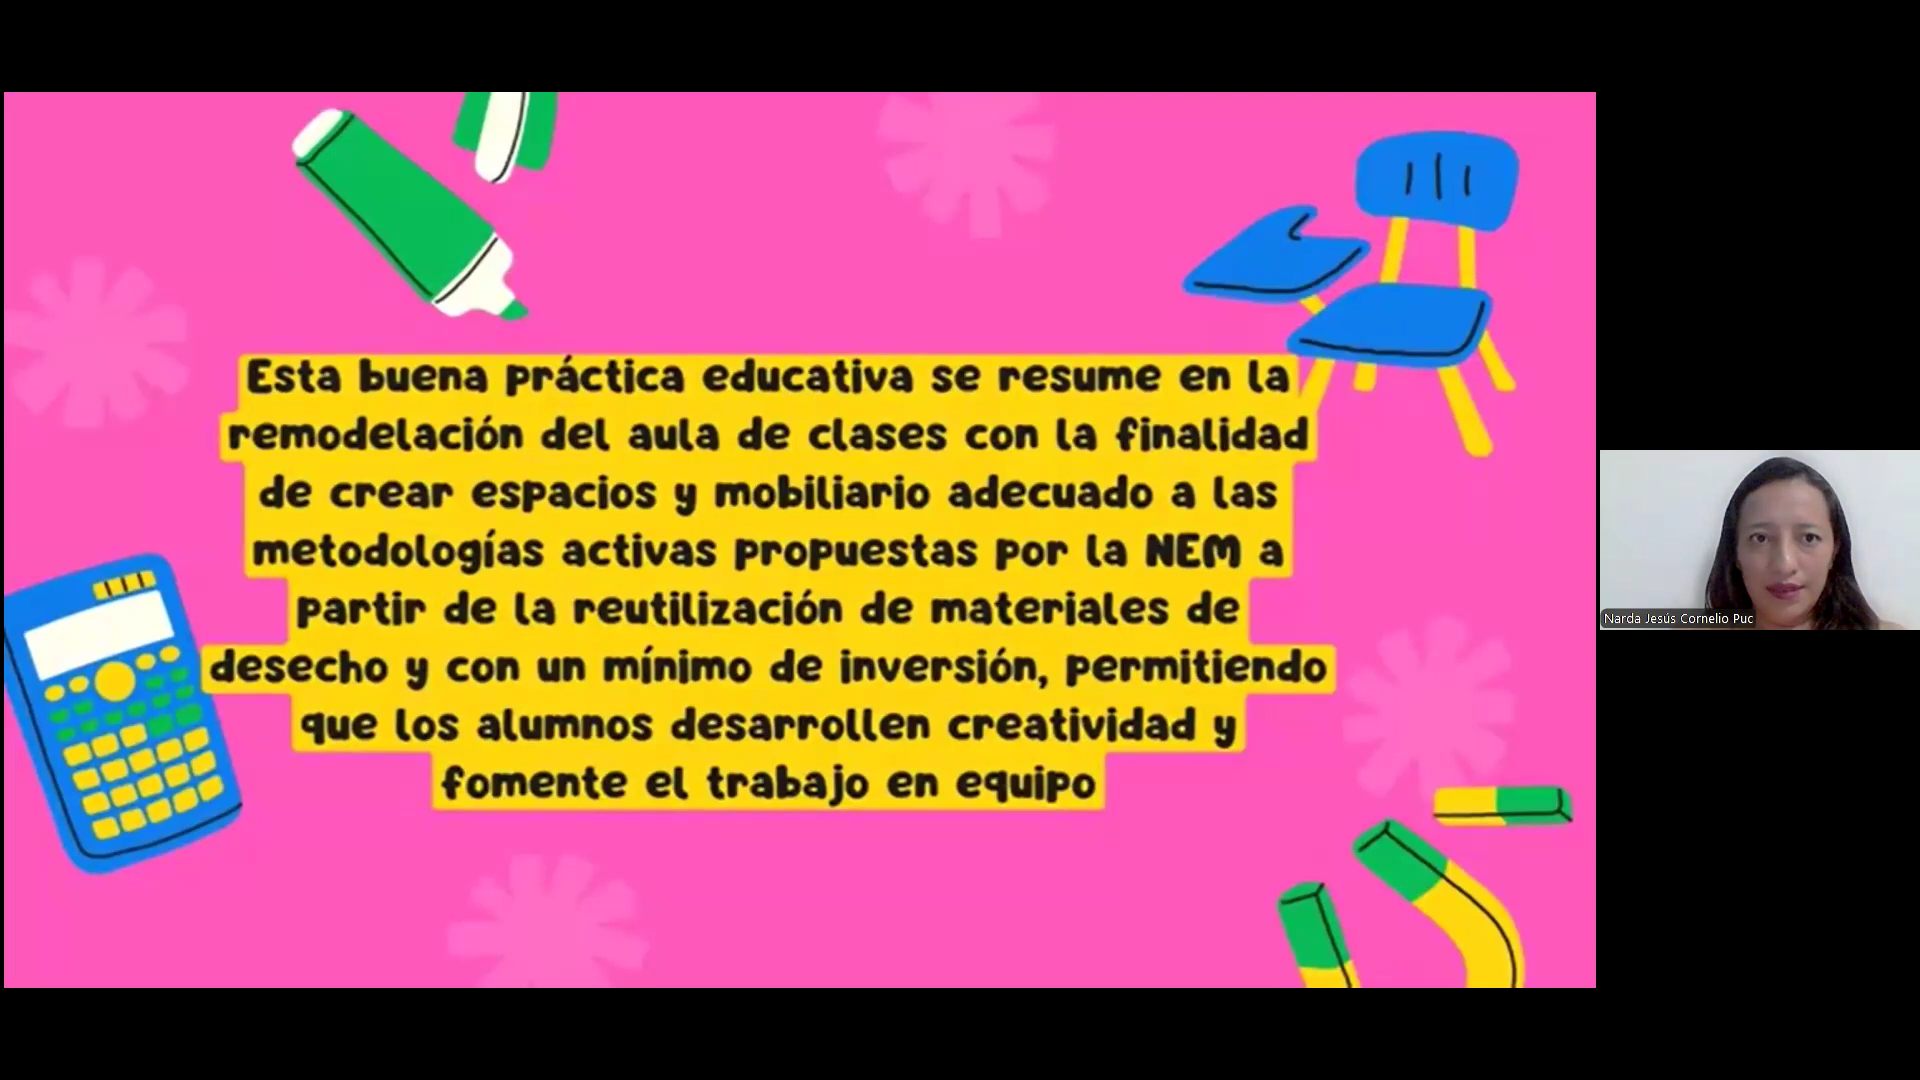 Esta buena práctica educativa se resume en la
remodelación del aula de clases con la finalidad
de crear espacios y mobiliario adecuado a las
metodologías activas propuestas por la NEM a
partir de la reutilización de materiales de
desecho y con un mínimo de inversión, permitiendo
que los alumnos desarrollen creatividad y
fomente el trabajo en equipo
Narda Jesús Cornelio Puc